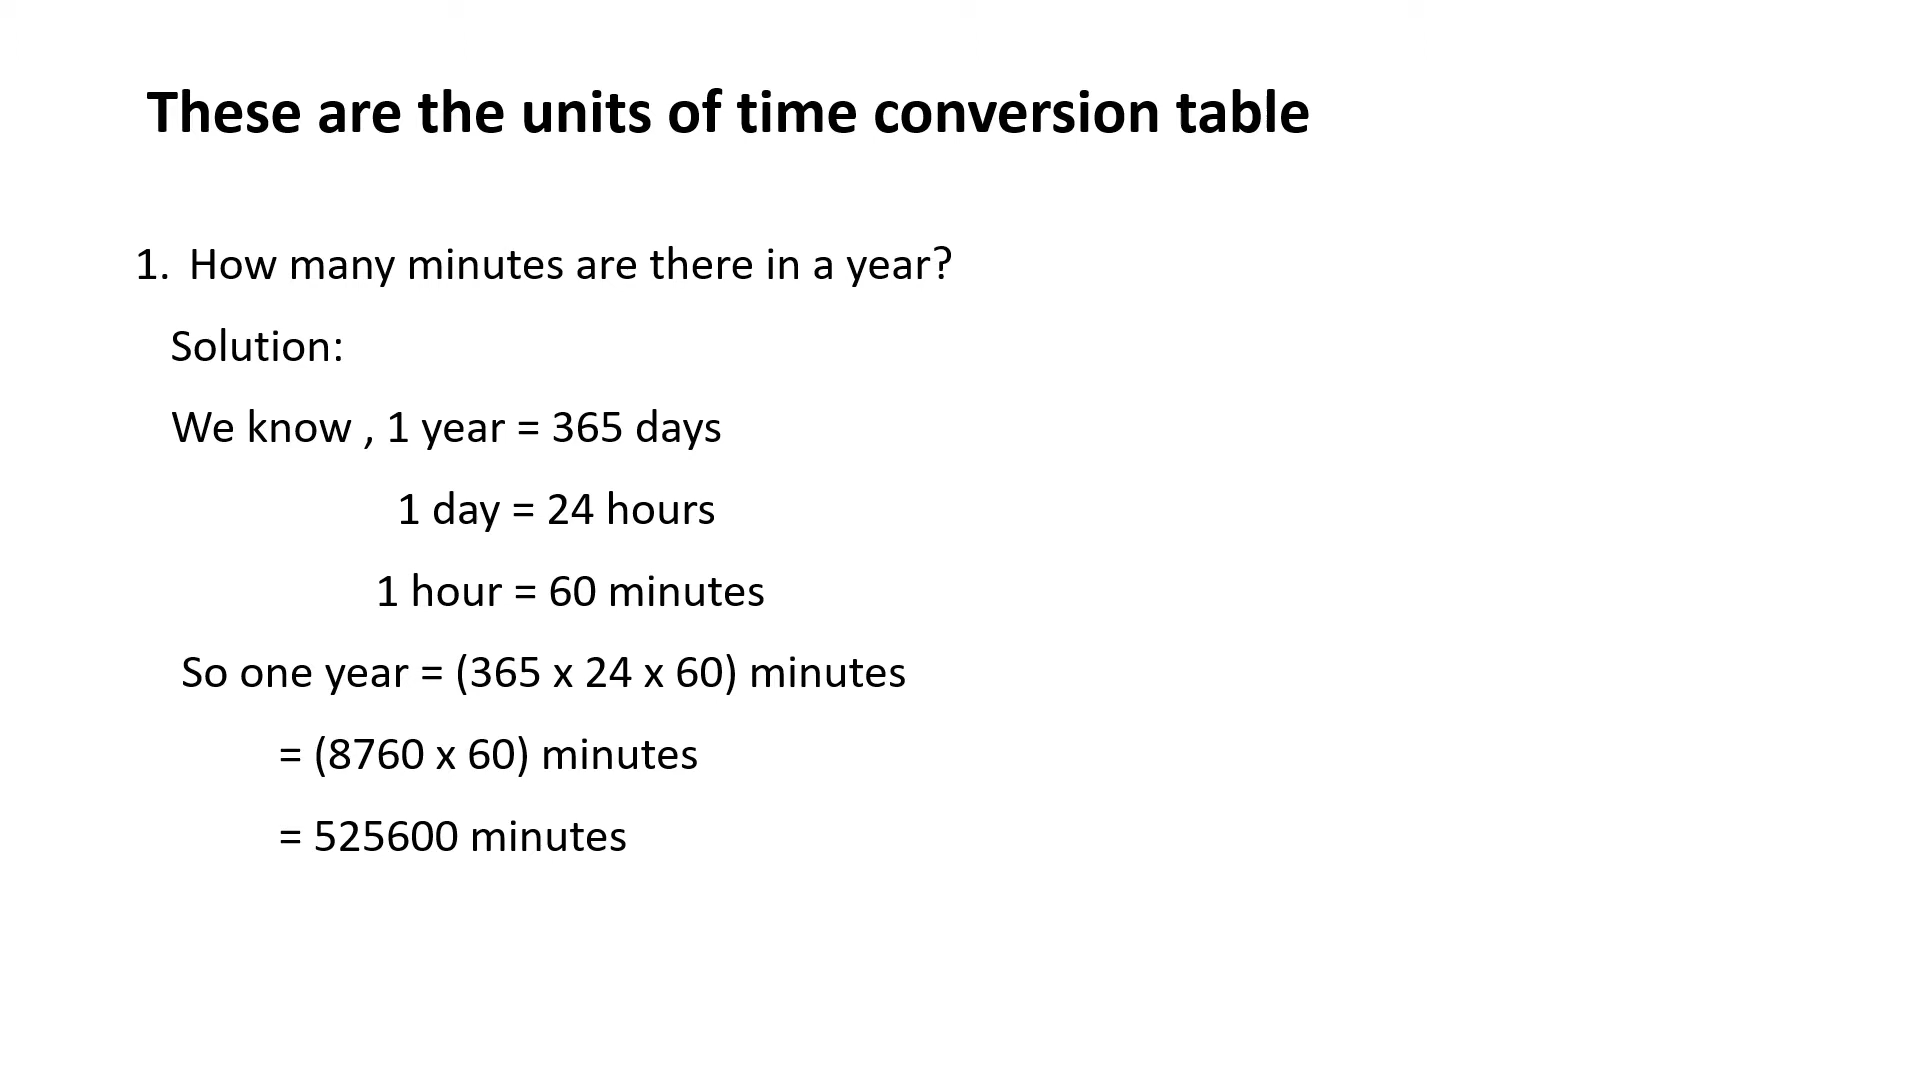 These are the units of time conversion table
1. How many minutes are there in a year?
Solution:
We know , 1 year = 365 days
1 day = 24 hours
1 hour = 60 minutes
So one year = (365 x 24 x 60) minutes
= (8760 x 60) minutes
= 525600 minutes